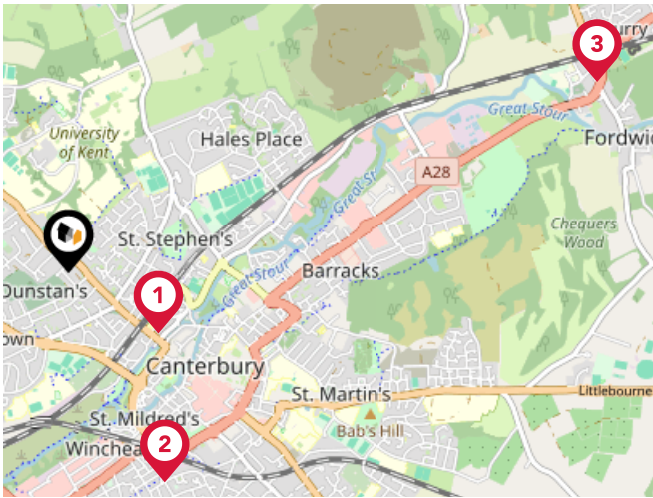 3
urry
Great Stour
University
of Kent
Hales Place
Fordwi
A28
Great St
Chequers
Wood
St. Stephen's
Dunstan's
Great Stour
Barracks
1
own
Canterbury
St. Martin's
Littlebourne
St. Mildred's
Bab's Hill
Winchea
2